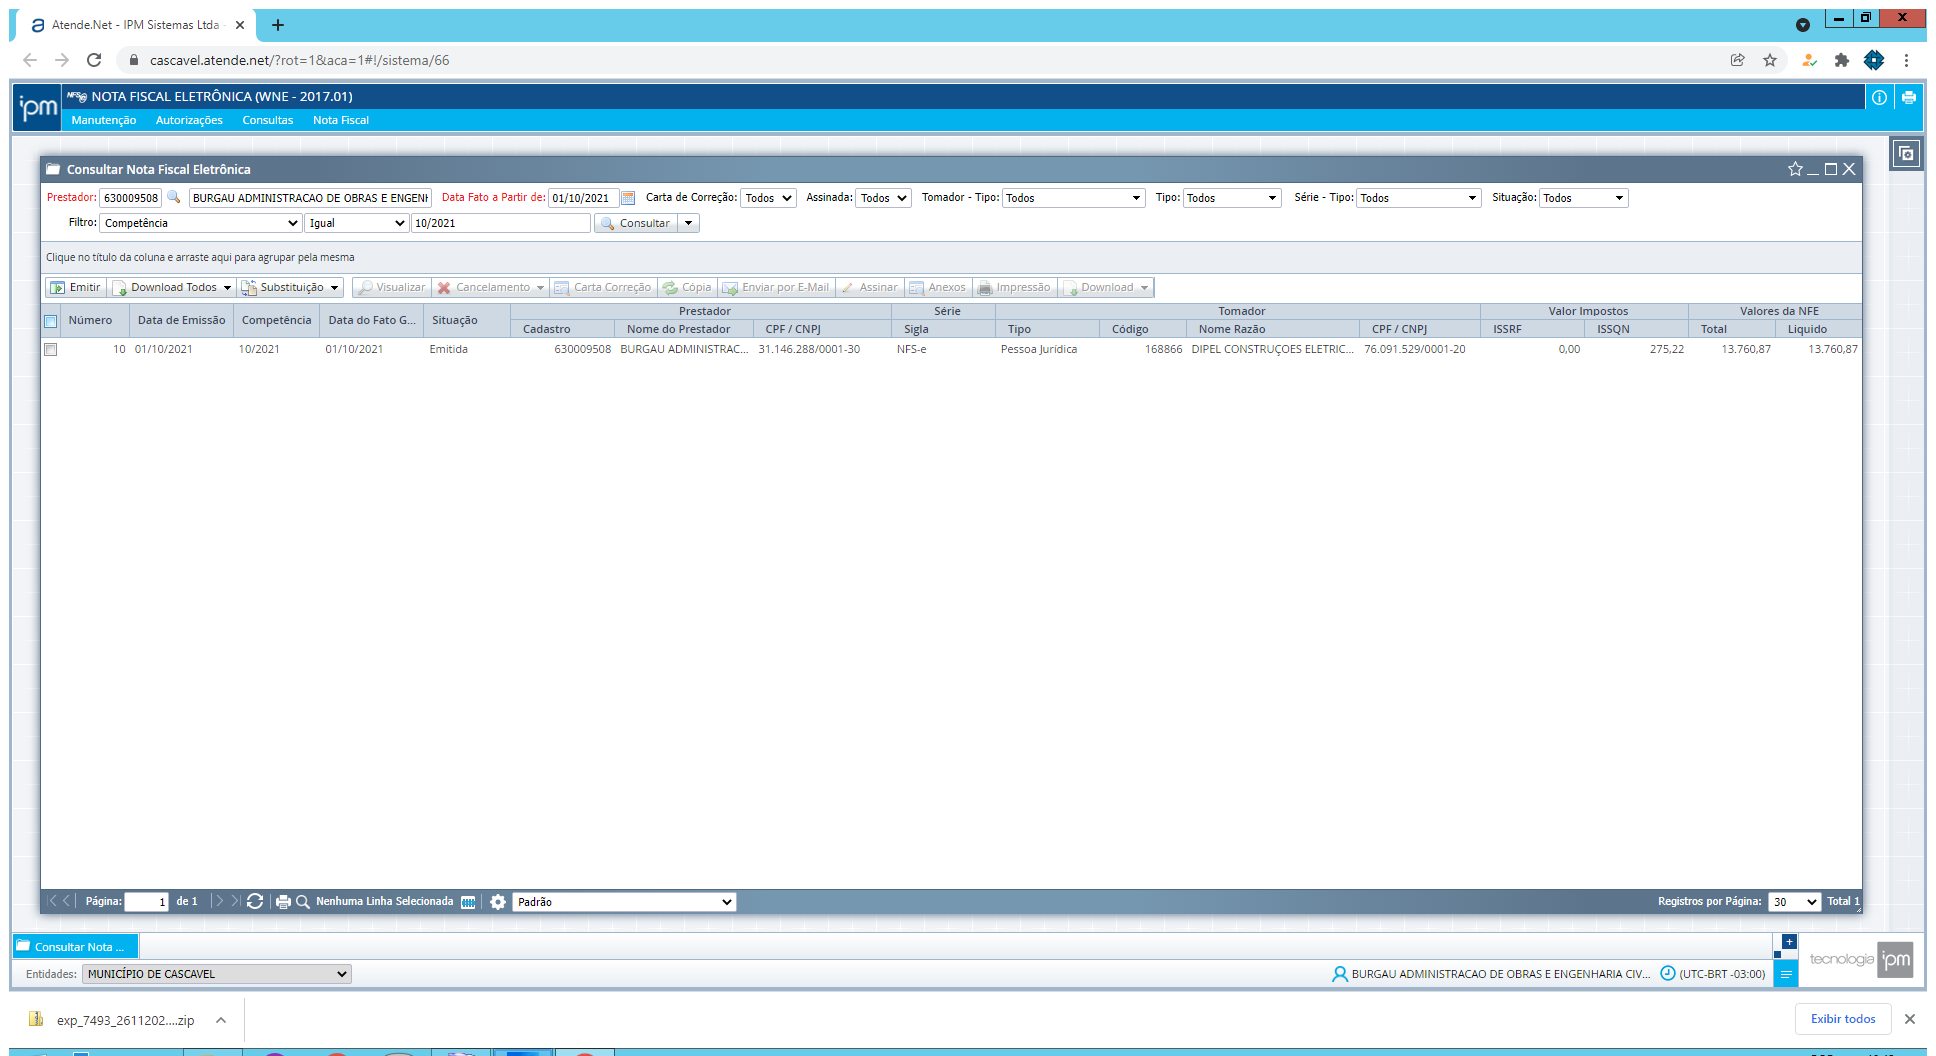 Atende.Net - IPM Sistemas Ltda
cascavel.atende.net/?rot=1&aca=1#!/sistema/66
ipm NFS-e NOTA FISCAL ELETRÔNICA (WNE - 2017.01)
Manutenção Autorizações Consultas Nota Fiscal
Consultar Nota Fiscal Eletrônica
Prestador: 630009508 BURGAU ADMINISTRACAO DE OBRAS E ENGENH Data Fato a Partir de: 01/10/2021 Carta de Correção: Todos Assinada: Todos Tomador - Tipo: Todos Tipo: Todos Série - Tipo: Todos Situação: Todos
Filtro: Competência Igual 10/2021 Consultar
Clique no título da coluna e arraste aqui para agrupar pela mesma
Emitir Download Todos Substituição Visualizar Cancelamento Carta Correção Cópia Enviar por E-Mail Assinar Anexos Impressão Download
Prestador Série Tomador Valor Impostos Valores da NFE
Número Data de Emissão Competência Data do Fato G... Situação Cadastro Nome do Prestador CPF / CNPJ Sigla Tipo Código Nome Razão CPF / CNPJ ISSRF ISSQN Total Liquido
10 01/10/2021 10/2021 01/10/2021 Emitida 630009508 BURGAU ADMINISTRAC... 31.146.288/0001-30 NFS-e Pessoa Jurídica 168866 DIPEL CONSTRUÇOES ELETRIC... 76.091.529/0001-20 0,00 275,22 13.760,87 13.760,87
Página: 1 de 1 Nenhuma Linha Selecionada Padrão Registros por Página: 30 Total 1
Consultar Nota ...
tecnologia ipm
Entidades: MUNICÍPIO DE CASCAVEL BURGAU ADMINISTRACAO DE OBRAS E ENGENHARIA CIV... (UTC-BRT -03:00)
exp_7493_2611202....zip Exibir todos